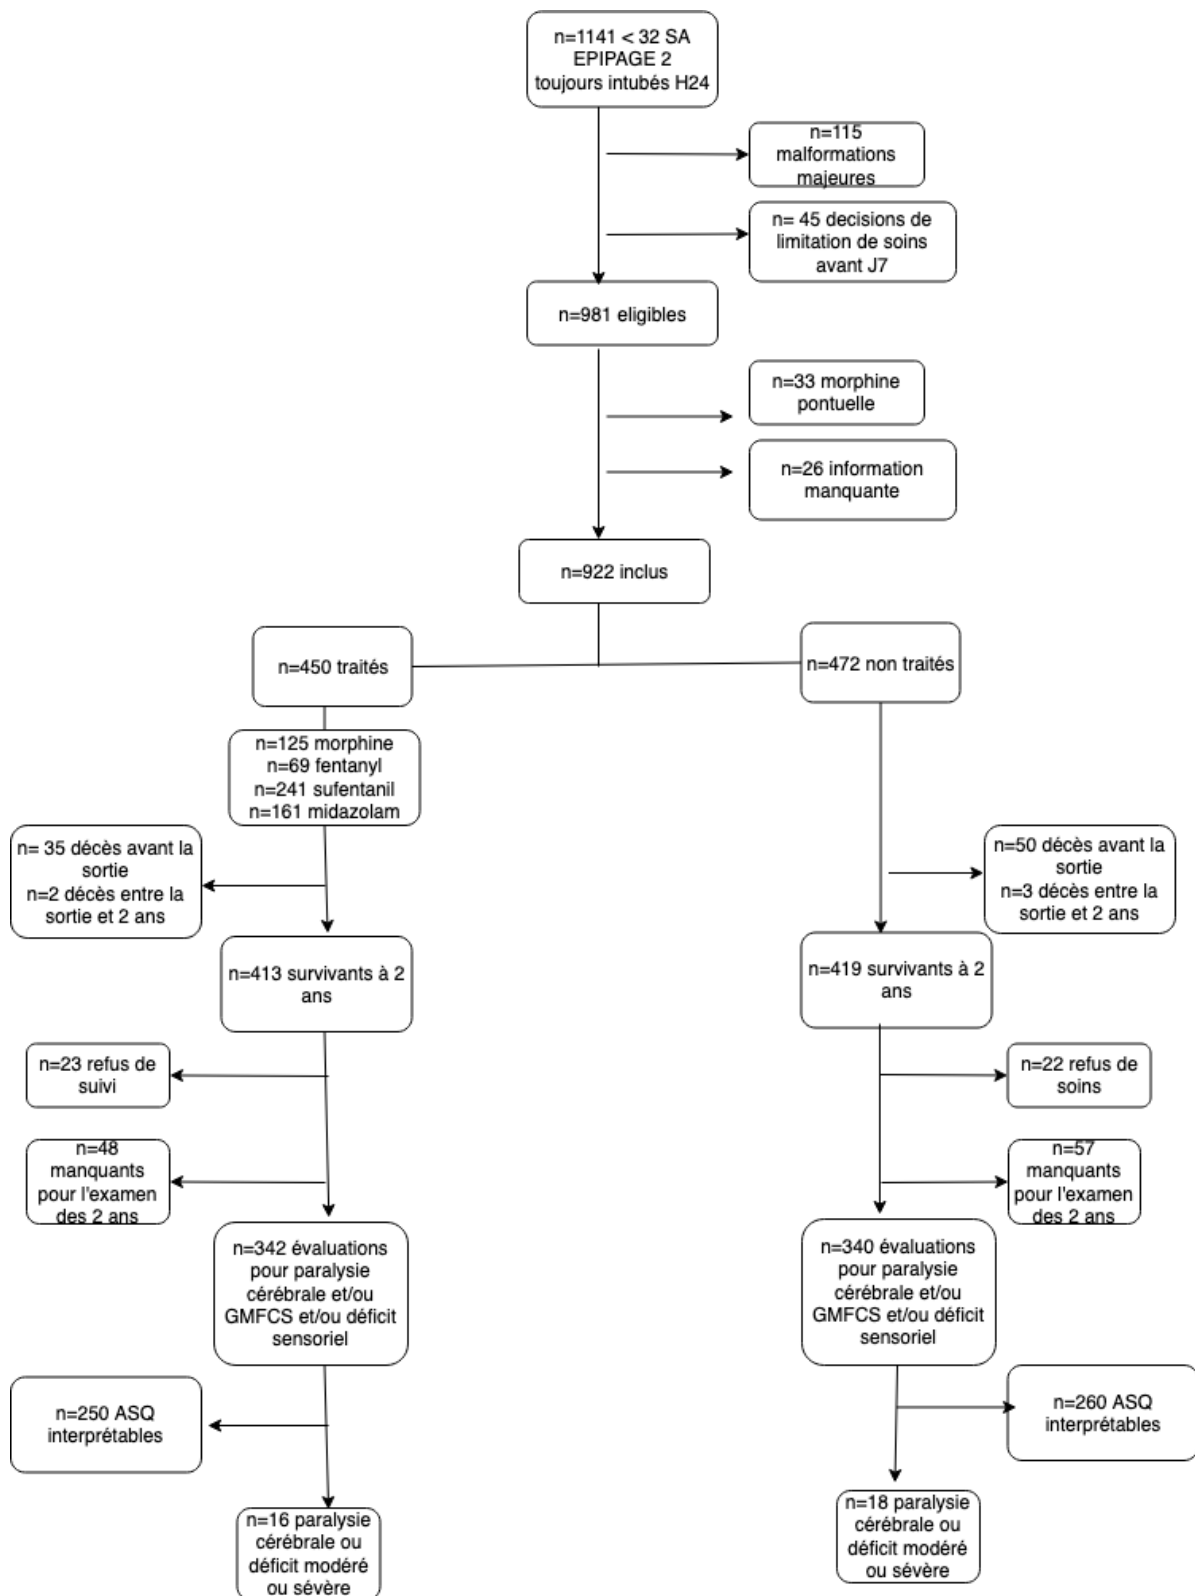 n=1141 < 32 SA
EPIPAGE 2
toujours intubés H24
n=115
malformations
majeures
n= 45 decisions de
limitation de soins
avant J7
n=981 eligibles
n=33 morphine
pontuelle
n=26 information
manquante
n=922 inclus
n=450 traités
n=472 non traités
n=125 morphine
n=69 fentanyl
n=241 sufentanil
n=161 midazolam
n= 35 décès avant la
sortie
n=2 décès entre la
sortie et 2 ans
n=50 décès avant la
sortie
n=3 décès entre la
sortie et 2 ans
n=413 survivants à 2
ans
n=419 survivants à 2
ans
n=23 refus de
suivi
n=22 refus de
soins
n=48
manquants
pour l'examen
des 2 ans
n=57
manquants
pour l'examen
des 2 ans
n=342 évaluations
pour paralysie
cérébrale et/ou
GMFCS et/ou déficit
sensoriel
n=340 évaluations
pour paralysie
cérébrale et/ou
GMFCS et/ou déficit
sensoriel
n=250 ASQ
interprétables
n=260 ASQ
interprétables
n=16 paralysie
cérébrale ou
déficit modéré
ou sévère
n=18 paralysie
cérébrale ou
déficit modéré
ou sévère